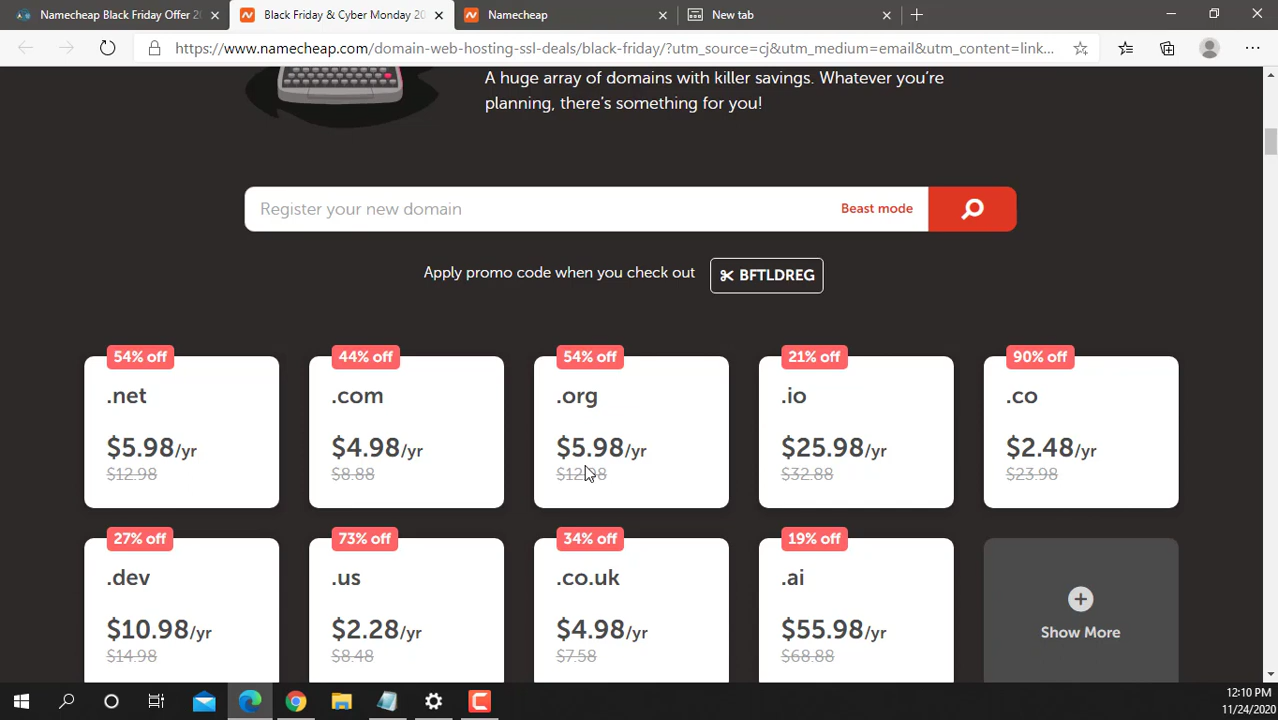 Namecheap Black Friday Offer 20
Black Friday & Cyber Monday 20
Namecheap
New tab
https://www.namecheap.com/domain-web-hosting-ssl-deals/black-friday/?utm_source=cj&utm_medium=email&utm_content=link...
A huge array of domains with killer savings. Whatever you’re
planning, there’s something for you!
Register your new domain
Beast mode
Apply promo code when you check out
BFTLDREG
54% off
44% off
54% off
21% off
90% off
.net
.com
.org
.io
.co
$5.98/yr
$4.98/yr
$5.98/yr
$25.98/yr
$2.48/yr
$12.98
$8.88
$32.88
$23.98
27% off
73% off
34% off
19% off
.dev
.us
.co.uk
.ai
$10.98/yr
$2.28/yr
$4.98/yr
$55.98/yr
Show More
$14.98
$8.48
$7.58
$68.88
12:10 PM
11/24/2020